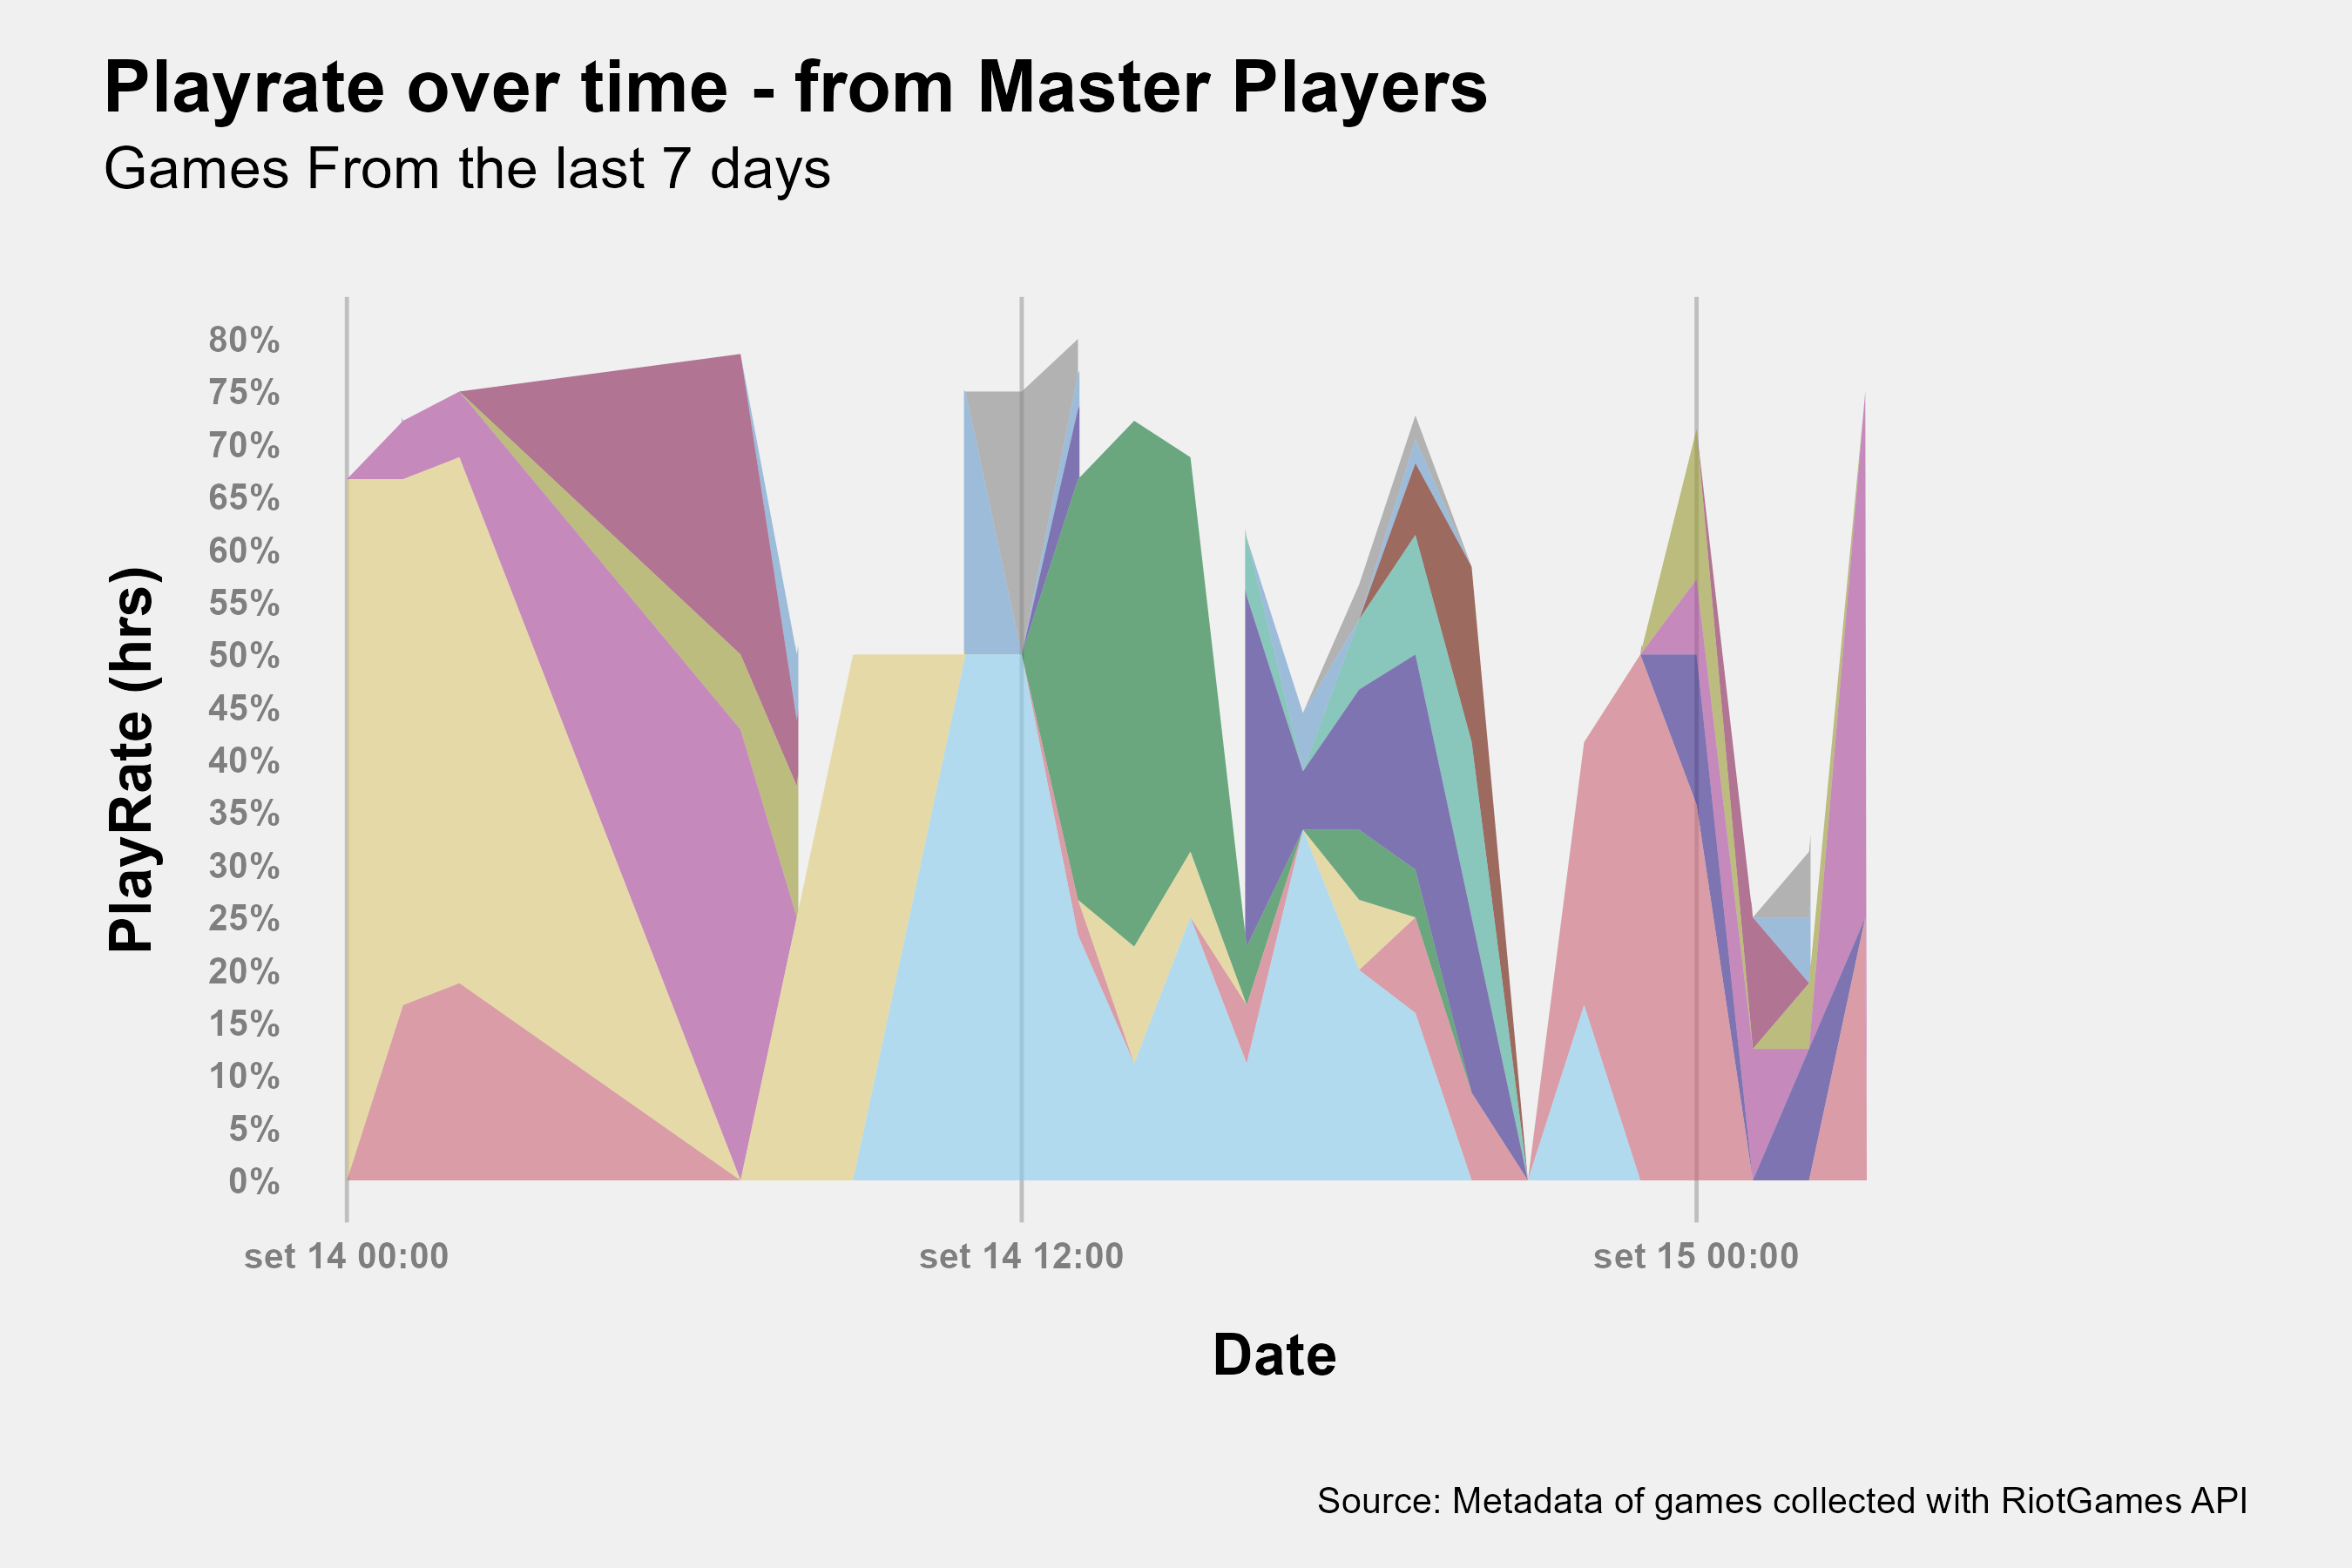 Playrate over time - from Master Players
Games From the last 7 days
PlayRate (hrs)
80%
75%
70%
65%
60%
55%
50%
45%
40%
35%
30%
25%
20%
15%
10%
5%
0%
set 14 00:00
set 14 12:00
set 15 00:00
Date
Source: Metadata of games collected with RiotGames API